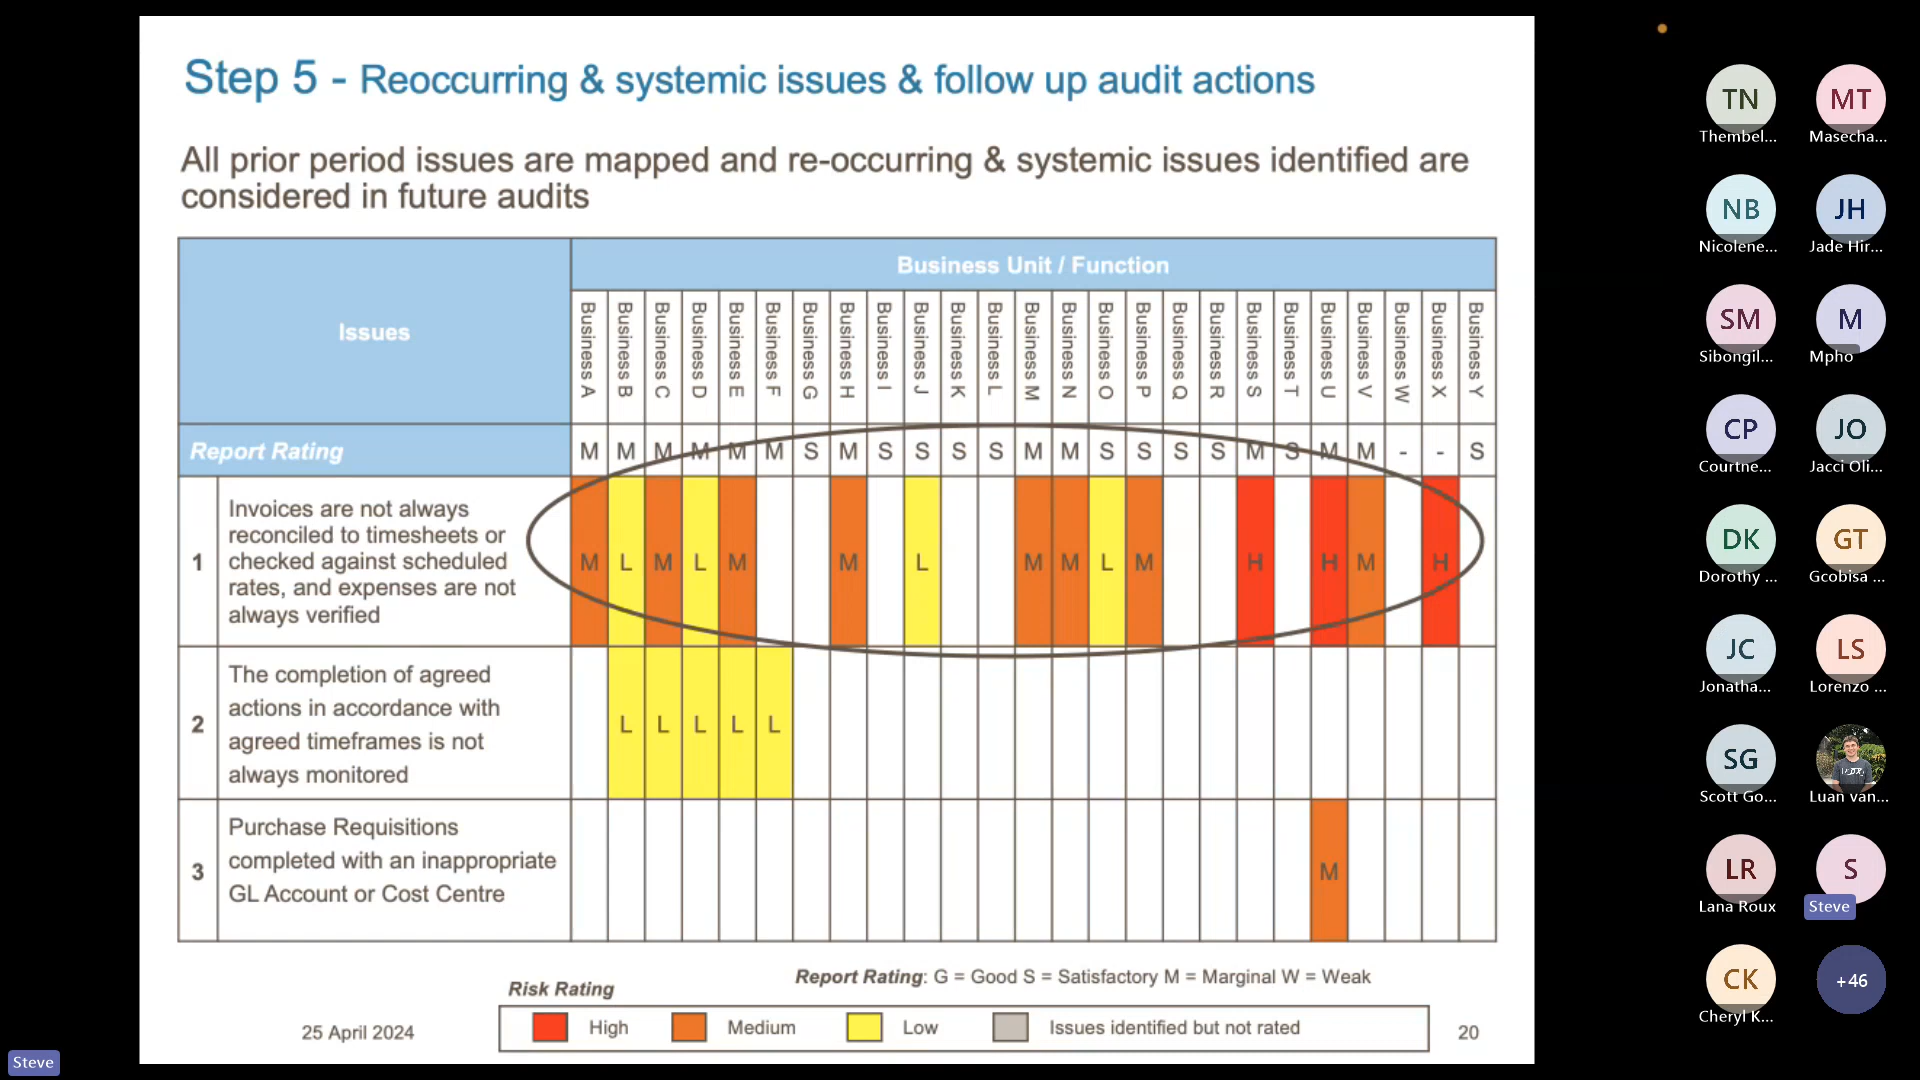 Step 5 - Reoccurring & systemic issues & follow up audit actions
All prior period issues are mapped and re-occurring & systemic issues identified are
considered in future audits
Issues
Business Unit / Function
Business A
Business B
Business C
Business D
Business E
Business F
Business G
Business H
Business I
Business J
Business K
Business L
Business M
Business N
Business O
Business P
Business Q
Business R
Business S
Business T
Business U
Business V
Business W
Business X
Business Y
Report Rating M M M M M M S M S S S S M M S S S S M S M M - - S
1
Invoices are not always
reconciled to timesheets or
checked against scheduled
rates, and expenses are not
always verified
M L M L M M L M M L M H H M H
2
The completion of agreed
actions in accordance with
agreed timeframes is not
always monitored
L L L L L
3
Purchase Requisitions
completed with an inappropriate
GL Account or Cost Centre
M
Report Rating: G = Good S = Satisfactory M = Marginal W = Weak
Risk Rating
High Medium Low Issues identified but not rated
25 April 2024
20
TN MT
Thembel... Masecha...
NB JH
Nicolene... Jade Hir...
SM M
Sibongil... Mpho
CP JO
Courtne... Jacci Oli...
DK GT
Dorothy ... Gcobisa ...
JC LS
Jonatha... Lorenzo ...
SG
Scott Go... Luan van...
LR S
Lana Roux Steve
CK +46
Cheryl K...
Steve